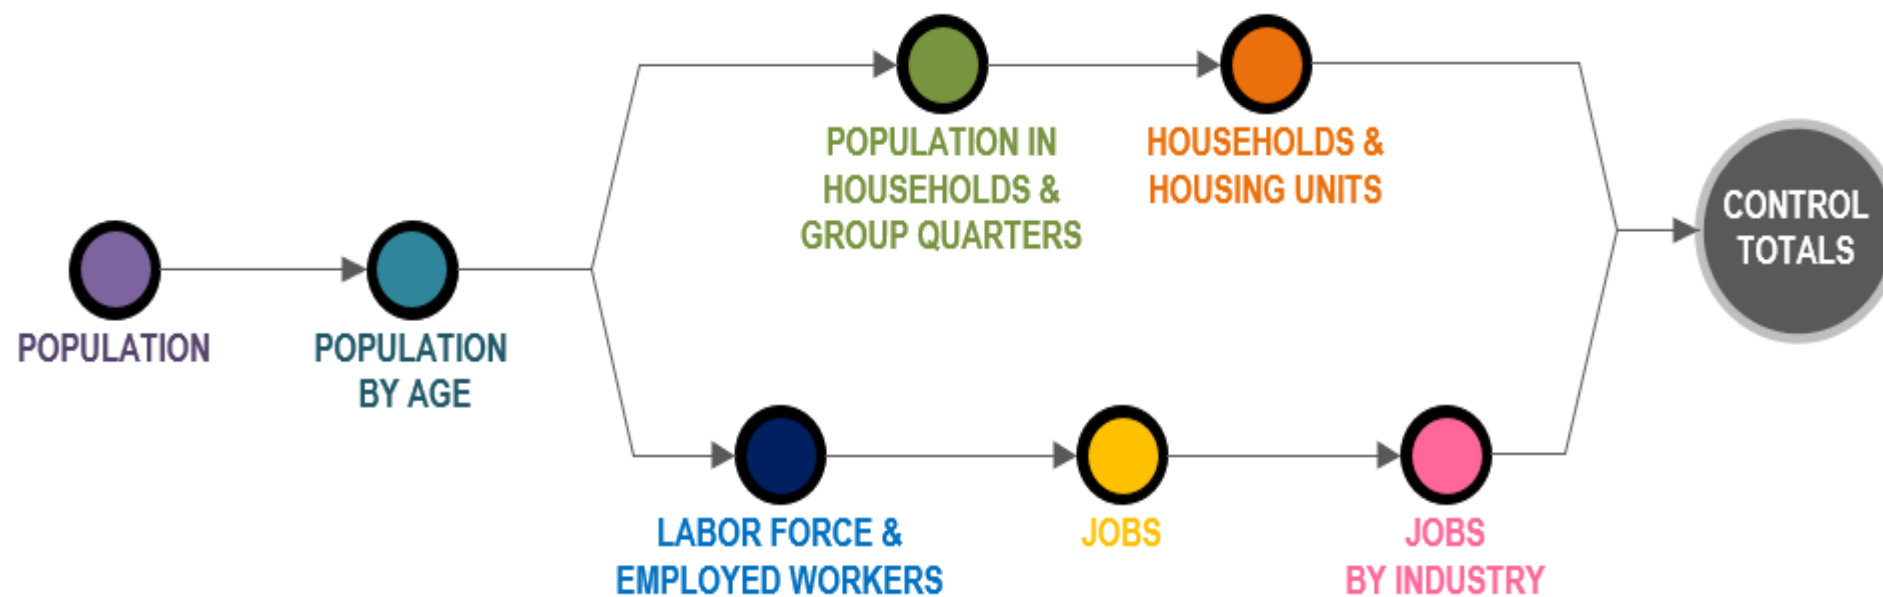 POPULATION
POPULATION
BY AGE
POPULATION IN
HOUSEHOLDS &
GROUP QUARTERS
HOUSEHOLDS &
HOUSING UNITS
LABOR FORCE &
EMPLOYED WORKERS
JOBS
JOBS
BY INDUSTRY
CONTROL
TOTALS